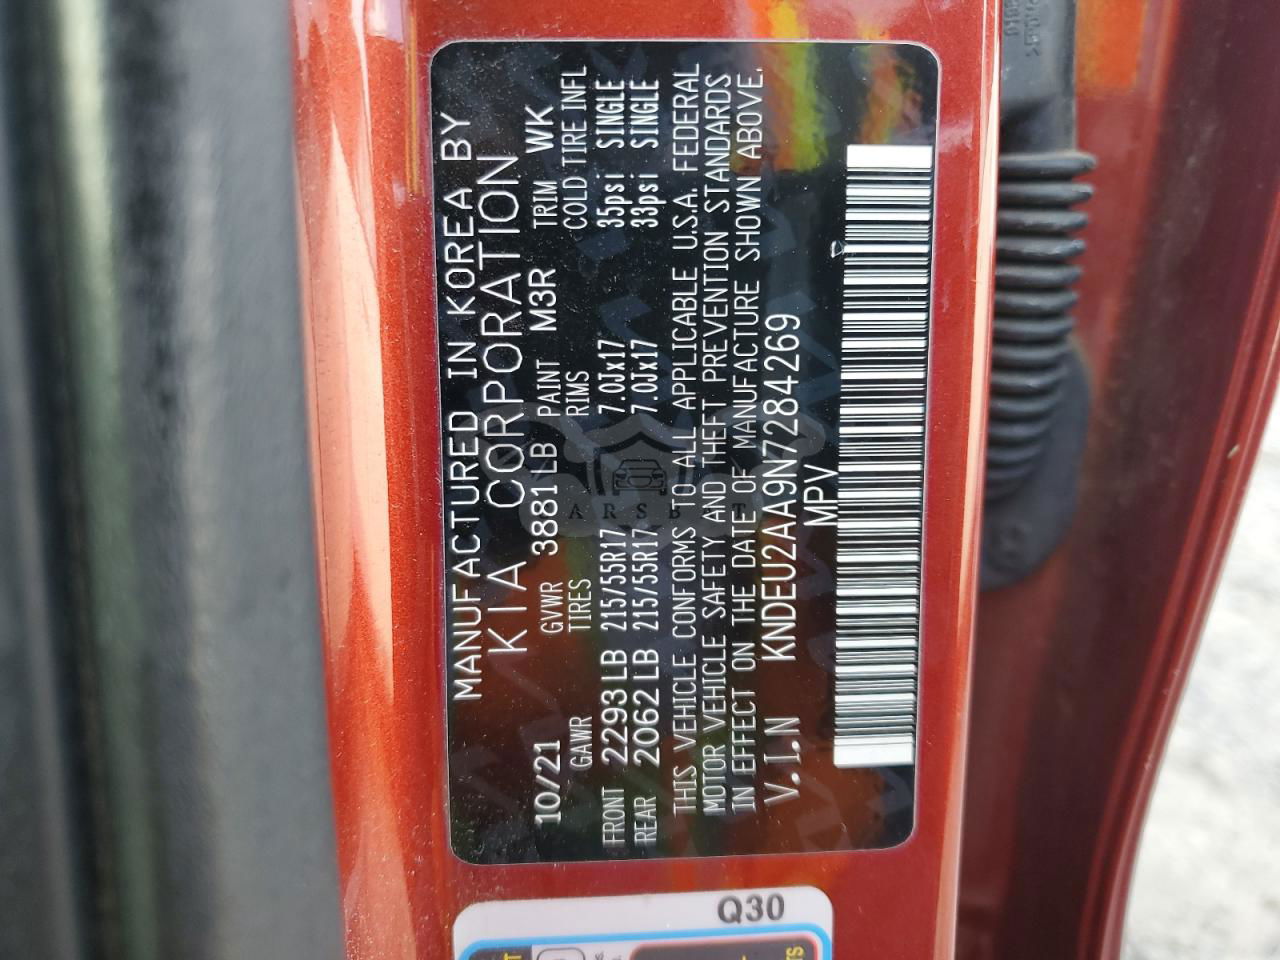 MANUFACTURED IN KOREA BY
KIA CORPORATION
10/21 GVWR 3881 LB PAINT M3R TRIM WK
GAWR TIRES RIMS COLD TIRE INFL
FRONT 2293 LB 215/55R17 7.0Jx17 35psi SINGLE
REAR 2062 LB 215/55R17 7.0Jx17 33psi SINGLE
THIS VEHICLE CONFORMS TO ALL APPLICABLE U.S.A. FEDERAL
MOTOR VEHICLE SAFETY AND THEFT PREVENTION STANDARDS
IN EFFECT ON THE DATE OF MANUFACTURE SHOWN ABOVE.
V.I.N KNDEU2AA9N7284269
MPV
Q30